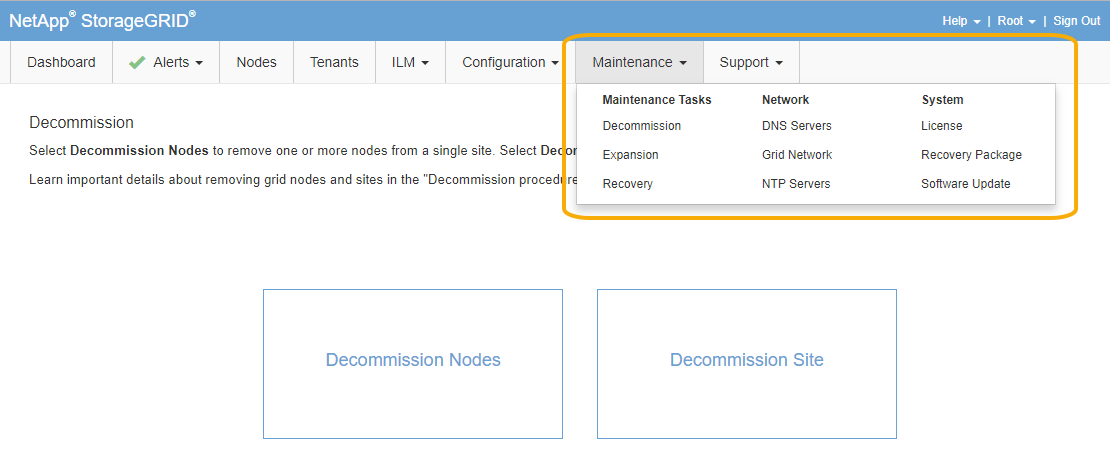 NetApp® StorageGRID®
Help | Root | Sign Out
Dashboard Alerts Nodes Tenants ILM Configuration Maintenance Support
Maintenance Tasks Network System
Decommission DNS Servers License
Expansion Grid Network Recovery Package
Recovery NTP Servers Software Update
Decommission
Select Decommission Nodes to remove one or more nodes from a single site. Select
Learn important details about removing grid nodes and sites in the "Decommission procedure
Decommission Nodes Decommission Site